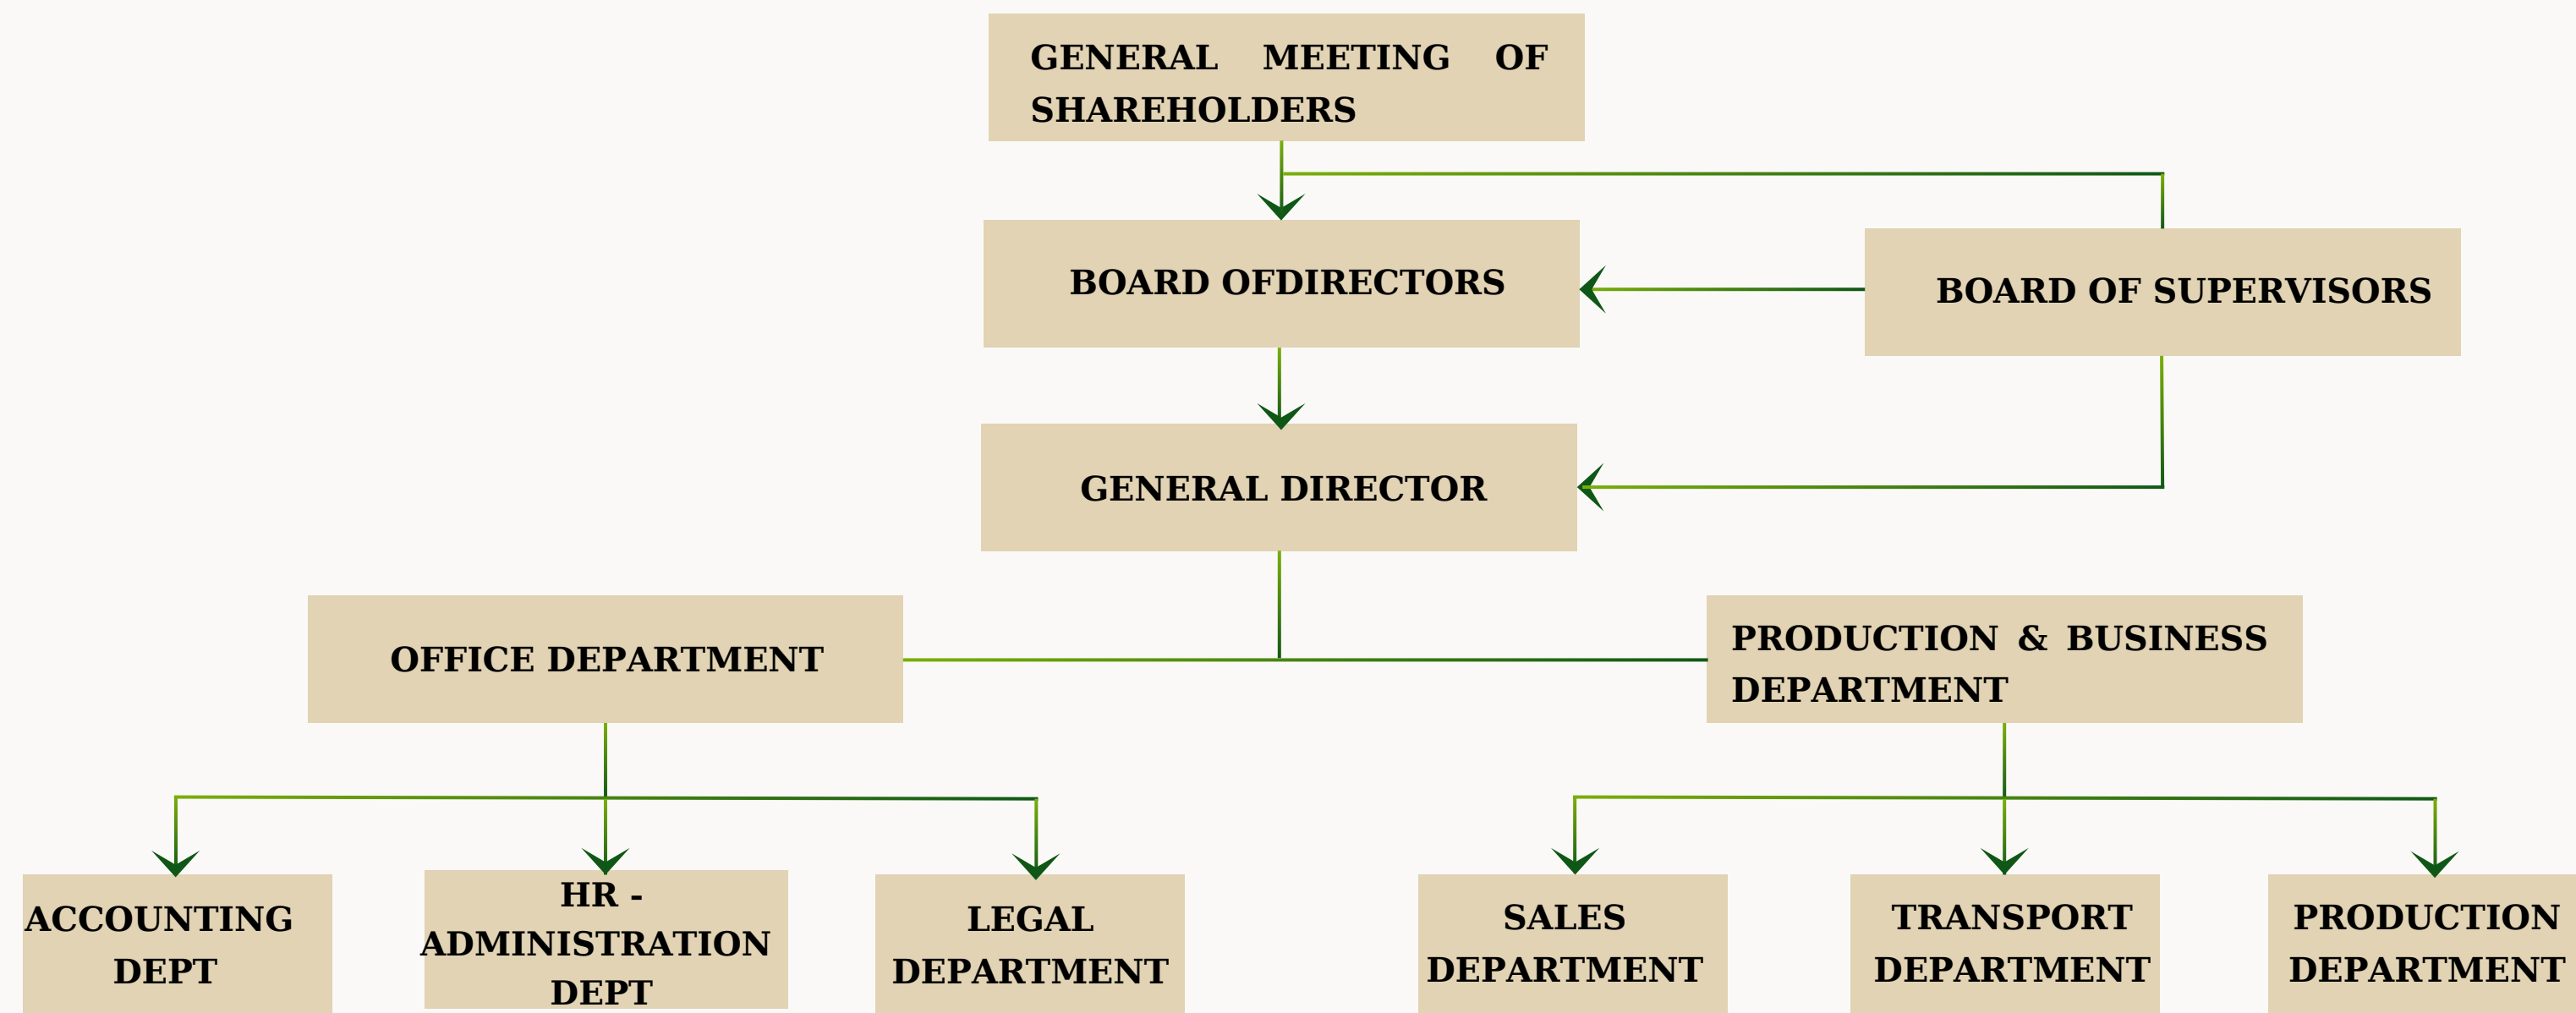 GENERAL MEETING OF
SHAREHOLDERS
BOARD OFDIRECTORS
BOARD OF SUPERVISORS
GENERAL DIRECTOR
OFFICE DEPARTMENT
PRODUCTION & BUSINESS
DEPARTMENT
ACCOUNTING
DEPT
HR -
ADMINISTRATION
DEPT
LEGAL
DEPARTMENT
SALES
DEPARTMENT
TRANSPORT
DEPARTMENT
PRODUCTION
DEPARTMENT